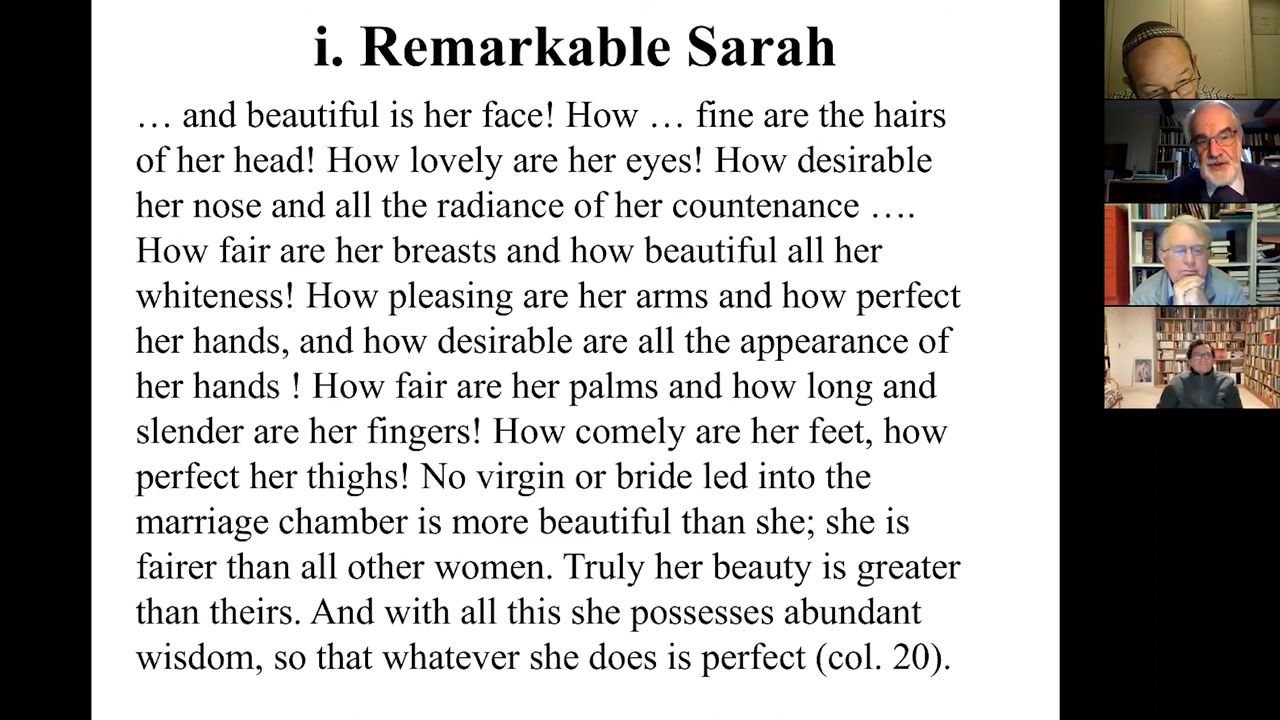 i. Remarkable Sarah
… and beautiful is her face! How … fine are the hairs
of her head! How lovely are her eyes! How desirable
her nose and all the radiance of her countenance ….
How fair are her breasts and how beautiful all her
whiteness! How pleasing are her arms and how perfect
her hands, and how desirable are all the appearance of
her hands ! How fair are her palms and how long and
slender are her fingers! How comely are her feet, how
perfect her thighs! No virgin or bride led into the
marriage chamber is more beautiful than she; she is
fairer than all other women. Truly her beauty is greater
than theirs. And with all this she possesses abundant
wisdom, so that whatever she does is perfect (col. 20).